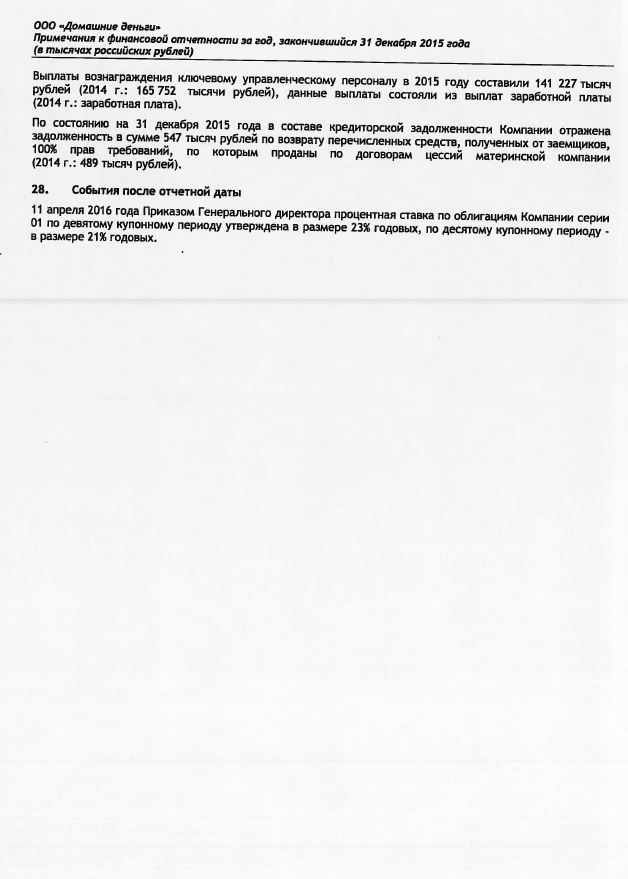 ООО «Домашние деньги»
Примечания к финансовой отчетности за год, закончившийся 31 декабря 2015 года
(в тысячах российских рублей)
Выплаты вознаграждения ключевому управленческому персоналу в 2015 году составили 141 227 тысяч
рублей (2014 г.: 165 752 тысячи рублей), данные выплаты состояли из выплат заработной платы
(2014 г.: заработная плата).
По состоянию на 31 декабря 2015 года в составе кредиторской задолженности Компании отражена
задолженность в сумме 547 тысяч рублей по возврату перечисленных средств, полученных от заемщиков,
100% прав требований, по которым проданы по договорам цессий материнской компании
(2014 г.: 489 тысяч рублей).
28. События после отчетной даты
11 апреля 2016 года Приказом Генерального директора процентная ставка по облигациям Компании серии
01 по девятому купонному периоду утверждена в размере 23% годовых, по десятому купонному периоду -
в размере 21% годовых.